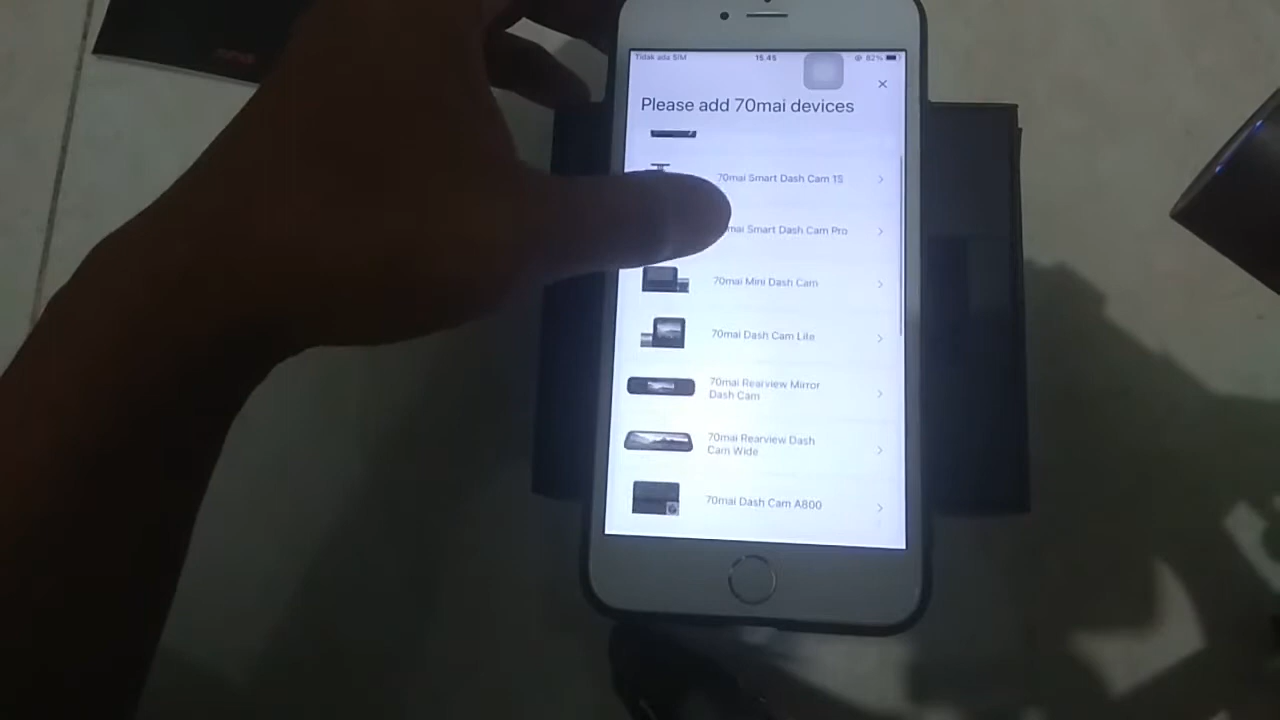 Tidak ada SIM
15.45
82%
Please add 70mai devices
70mai Smart Dash Cam 1S
mai Smart Dash Cam Pro
70mai Mini Dash Cam
70mai Dash Cam Lite
70mai Rearview Mirror
Dash Cam
70mai Rearview Dash
Cam Wide
70mai Dash Cam A800